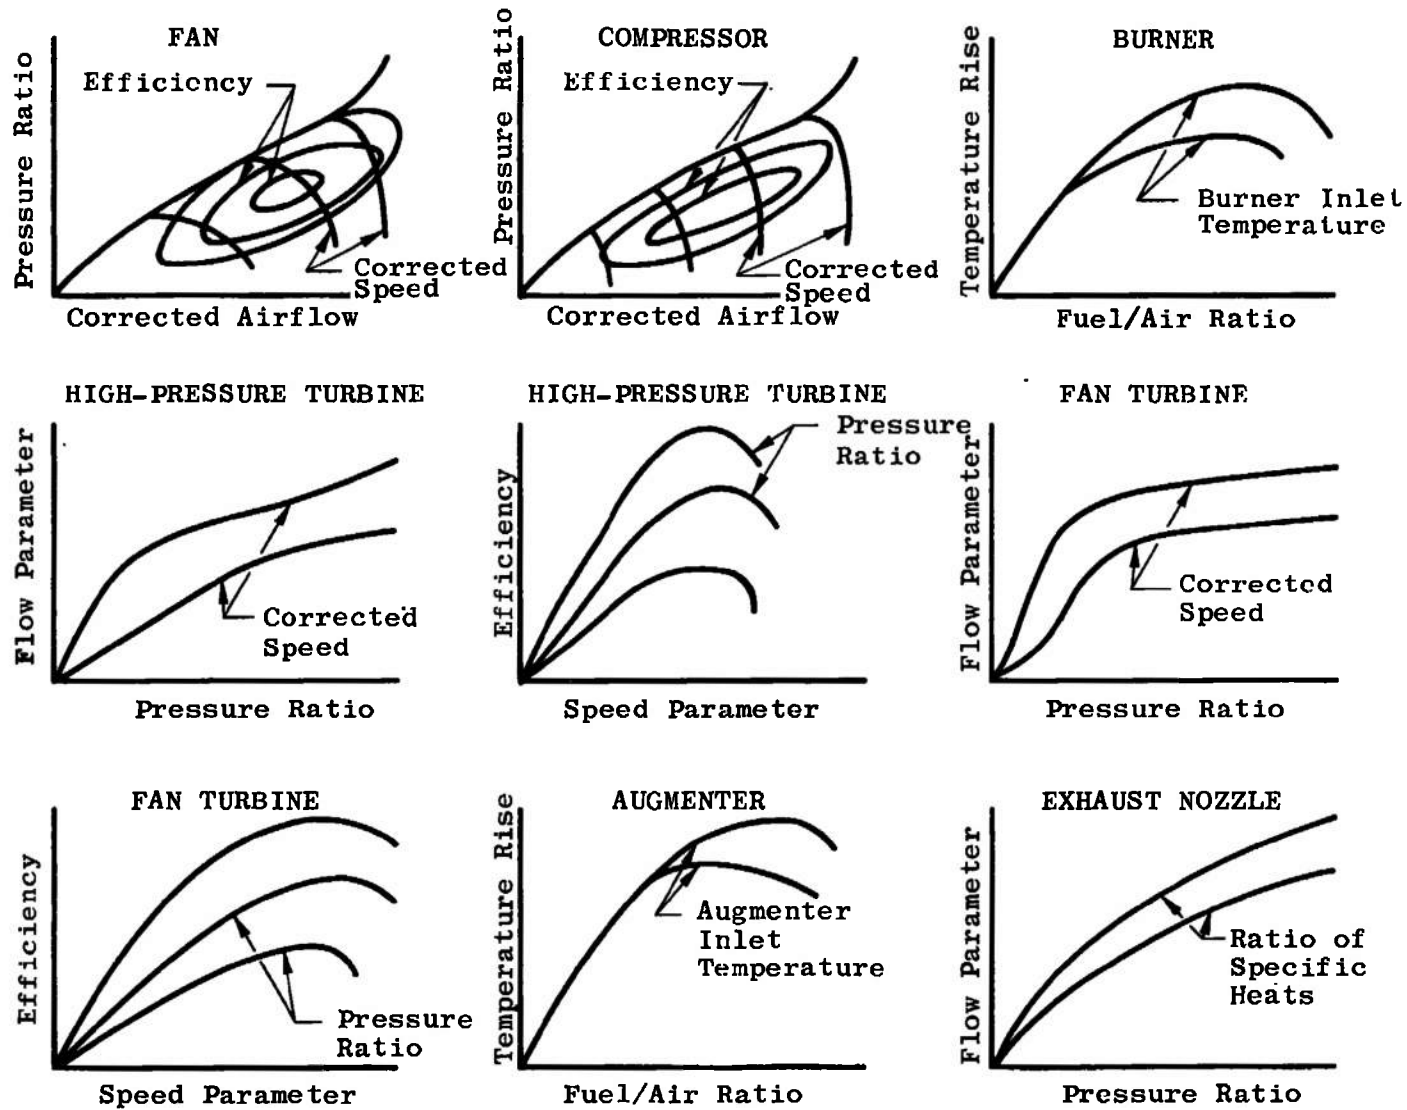 FAN
Efficiency
Pressure Ratio
Corrected
Speed
Corrected Airflow
COMPRESSOR
Efficiency
Pressure Ratio
Corrected
Speed
Corrected Airflow
BURNER
Temperature Rise
Burner Inlet
Temperature
Fuel/Air Ratio
HIGH-PRESSURE TURBINE
Flow Parameter
Corrected
Speed
Pressure Ratio
HIGH-PRESSURE TURBINE
Pressure
Ratio
Efficiency
Speed Parameter
FAN TURBINE
Flow Parameter
Corrected
Speed
Pressure Ratio
FAN TURBINE
Efficiency
Pressure
Ratio
Speed Parameter
AUGMENTER
Temperature Rise
Augmenter
Inlet
Temperature
Fuel/Air Ratio
EXHAUST NOZZLE
Flow Parameter
Ratio of
Specific
Heats
Pressure Ratio